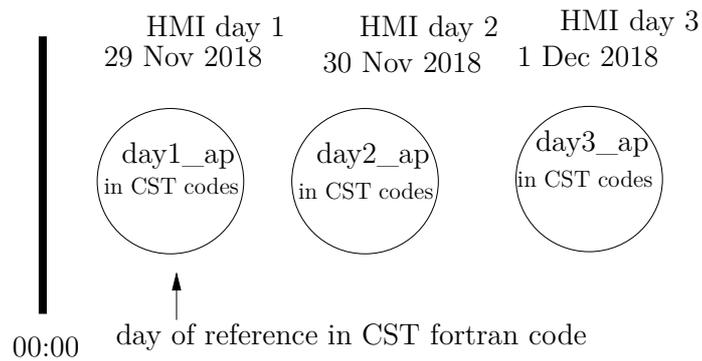 HMI day 1
29 Nov 2018
HMI day 2
30 Nov 2018
HMI day 3
1 Dec 2018
day1_ap
in CST codes
day2_ap
in CST codes
day3_ap
in CST codes
00:00
day of reference in CST fortran code